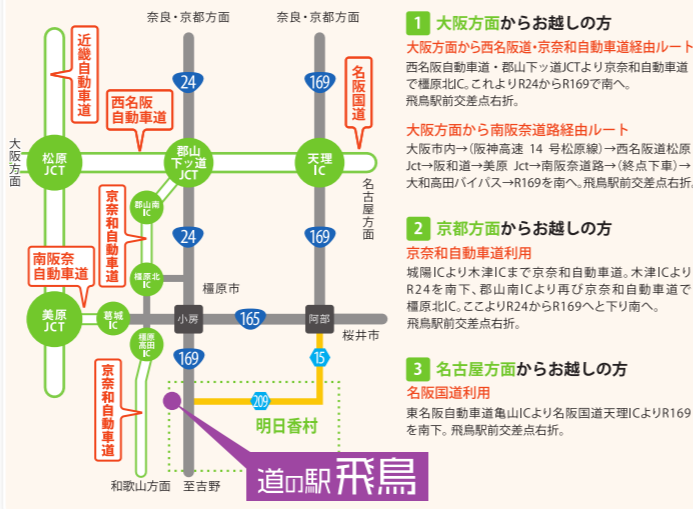 奈良・京都方面
奈良・京都方面
近畿自動車道
24
169
名阪国道
西名阪
自動車道
大阪方面
松原
JCT
郡山
下ッ道
JCT
天理
IC
名古屋方面
郡山南
IC
京奈和自動車道
24
169
南阪奈
自動車道
橿原北
IC
橿原市
美原
JCT
葛城
IC
小房
165
阿部
桜井市
橿原
高田
IC
169
15
京奈和自動車道
209
明日香村
道の駅 飛鳥
和歌山方面
至吉野
1 大阪方面からお越しの方
大阪方面から西名阪道・京奈和自動車道経由ルート
西名阪自動車道・郡山下ッ道JCTより京奈和自動車道
で橿原北IC。これよりR24からR169で南へ。
飛鳥駅前交差点右折。
大阪方面から南阪奈道路経由ルート
大阪市内→(阪神高速 14 号松原線)→西名阪道松原
Jct→阪和道→美原 Jct→南阪奈道路→(終点下車)→
大和高田バイパス→R169を南へ。飛鳥駅前交差点右折。
2 京都方面からお越しの方
京奈和自動車道利用
城陽ICより木津ICまで京奈和自動車道。木津ICより
R24を南下、郡山南ICより再び京奈和自動車道で
橿原北IC。ここよりR24からR169へと下り南へ。
飛鳥駅前交差点右折。
3 名古屋方面からお越しの方
名阪国道利用
東名阪自動車道亀山ICより名阪国道天理ICよりR169
を南下。飛鳥駅前交差点右折。